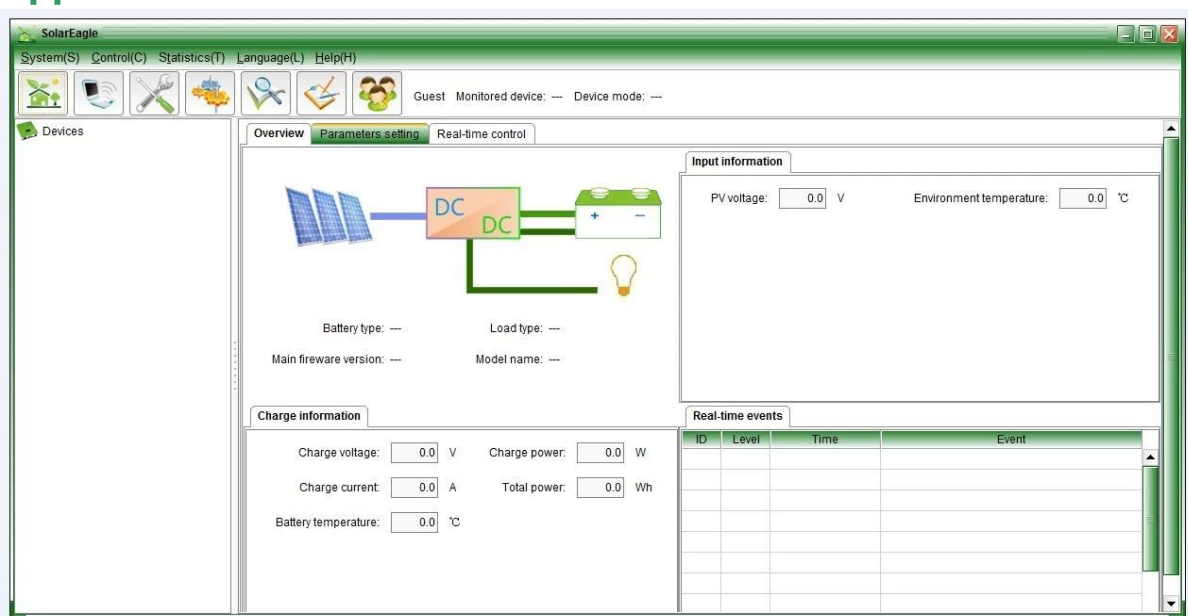 SolarEagle
System(S) Control(C) Statistics(T) Language(L) Help(H)
Guest Monitored device: --- Device mode: ---
Devices
Overview Parameters setting Real-time control
DC
DC
+ −
Battery type: --- Load type: ---
Main fireware version: --- Model name: ---
Input information
PV voltage: 0.0 V Environment temperature: 0.0 ℃
Charge information
Charge voltage: 0.0 V Charge power: 0.0 W
Charge current: 0.0 A Total power: 0.0 Wh
Battery temperature: 0.0 ℃
Real-time events
ID Level Time Event